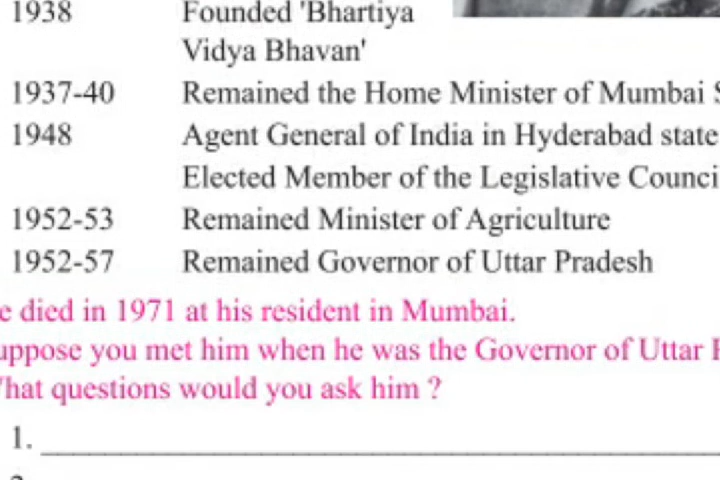 1938 Founded 'Bhartiya
Vidya Bhavan'
1937-40 Remained the Home Minister of Mumbai
1948 Agent General of India in Hyderabad state
Elected Member of the Legislative
1952-53 Remained Minister of Agriculture
1952-57 Remained Governor of Uttar Pradesh
died in 1971 at his resident in Mumbai.
you met him when he was the Governor of Uttar
questions would you ask him ?
1.